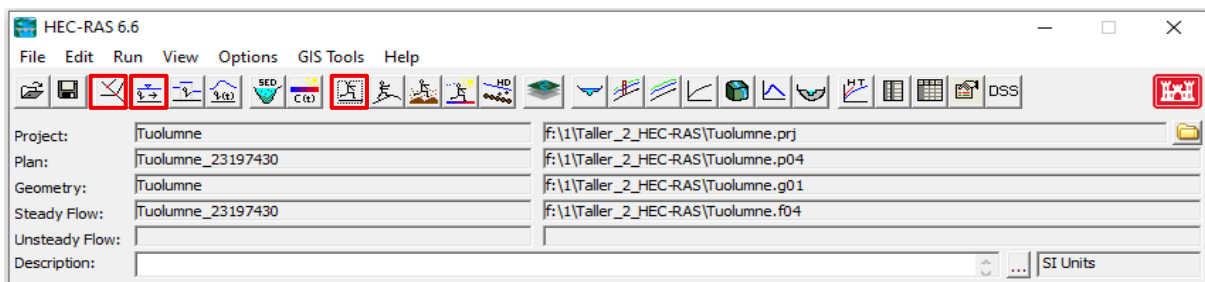 HEC-RAS 6.6
File Edit Run View Options GIS Tools Help
SED C(t) HD HT DSS
Project: Tuolumne f:\1\Taller_2_HEC-RAS\Tuolumne.prj
Plan: Tuolumne_23197430 f:\1\Taller_2_HEC-RAS\Tuolumne.p04
Geometry: Tuolumne f:\1\Taller_2_HEC-RAS\Tuolumne.g01
Steady Flow: Tuolumne_23197430 f:\1\Taller_2_HEC-RAS\Tuolumne.f04
Unsteady Flow:
Description: ... SI Units